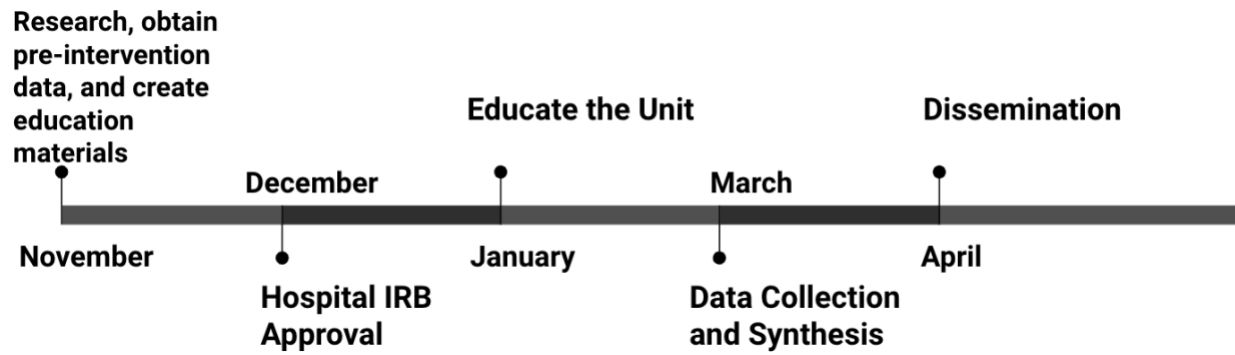 Research, obtain
pre-intervention
data, and create
education
materials
November
December
Hospital IRB
Approval
Educate the Unit
January
March
Data Collection
and Synthesis
Dissemination
April